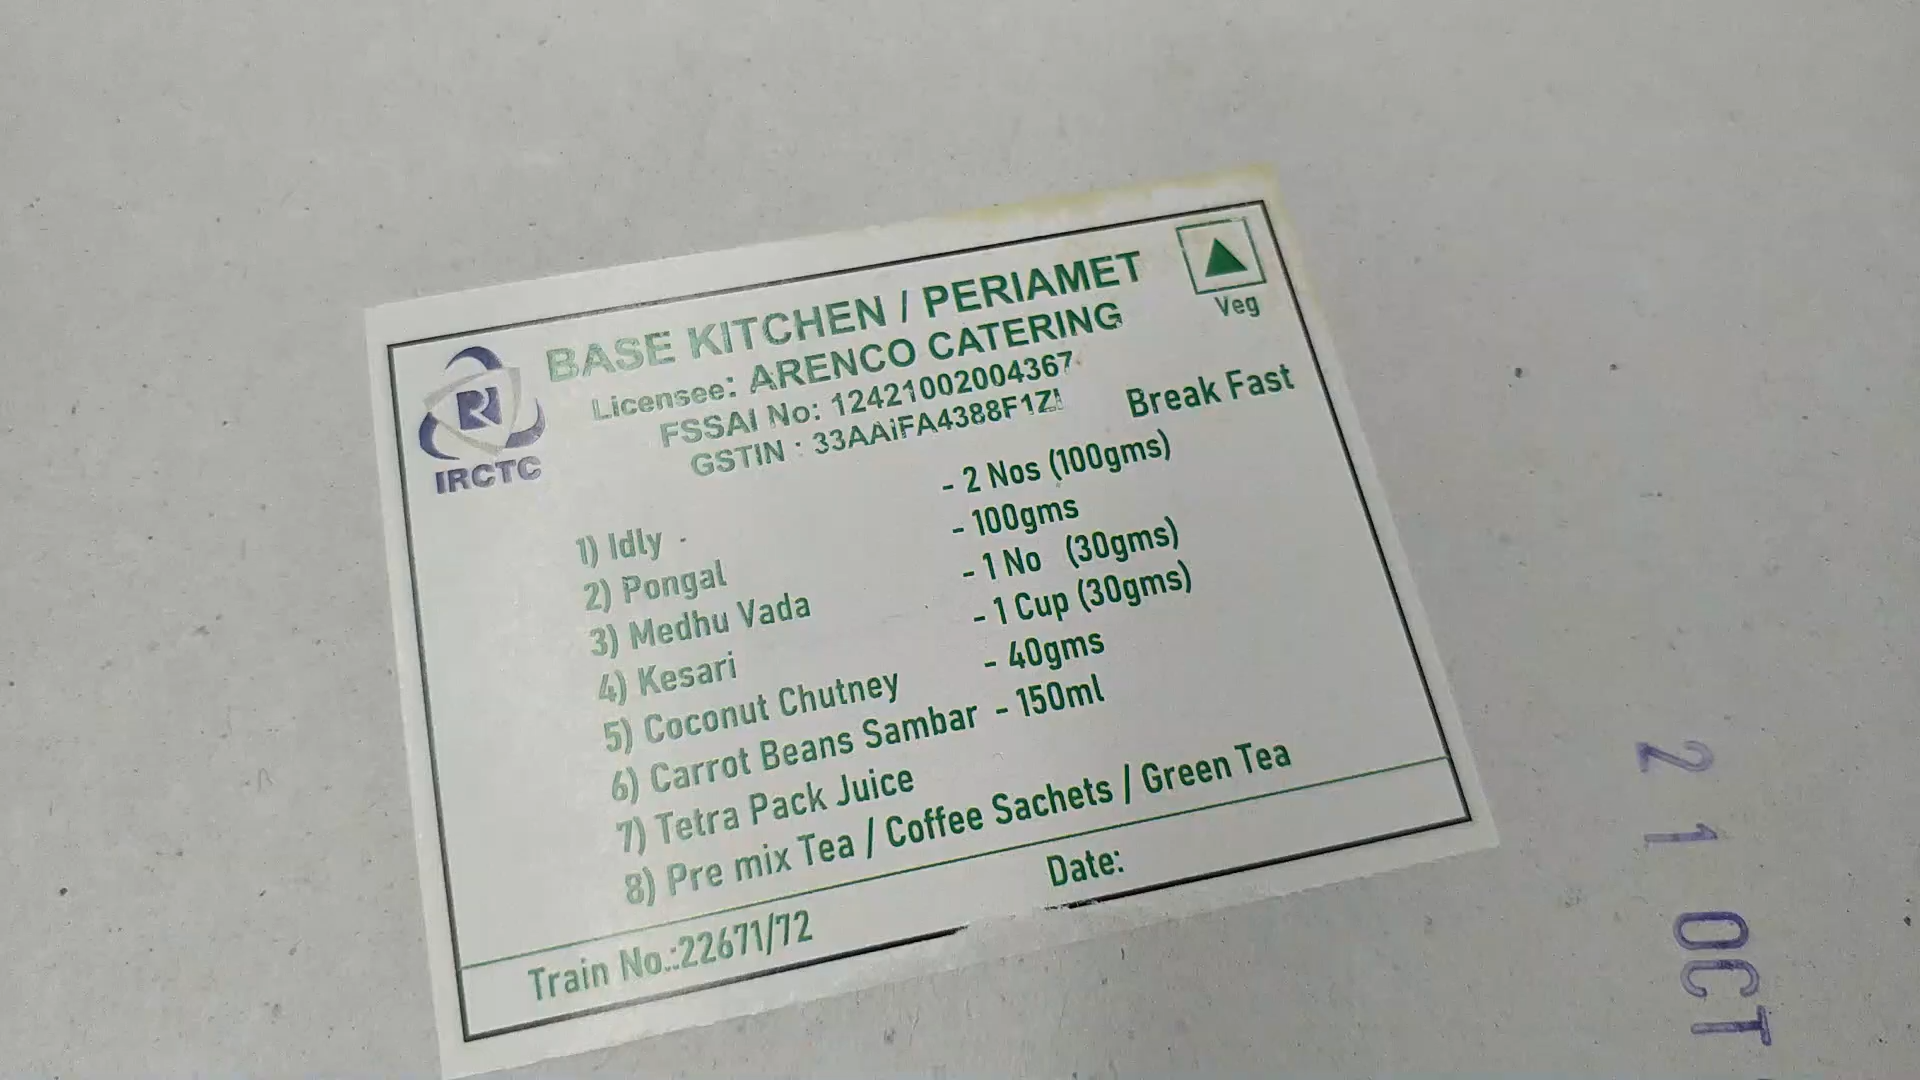 BASE KITCHEN / PERIAMET
Licensee: ARENCO CATERING
FSSAI No: 12421002004367
GSTIN : 33AAiFA4388F1Z
Veg
IRCTC
Break Fast
1) Idly - 2 Nos (100gms)
2) Pongal - 100gms
3) Medhu Vada - 1 No (30gms)
4) Kesari - 1 Cup (30gms)
5) Coconut Chutney - 40gms
6) Carrot Beans Sambar - 150ml
7) Tetra Pack Juice
8) Pre mix Tea / Coffee Sachets / Green Tea
Train No.:22671/72 Date:
21 OCT